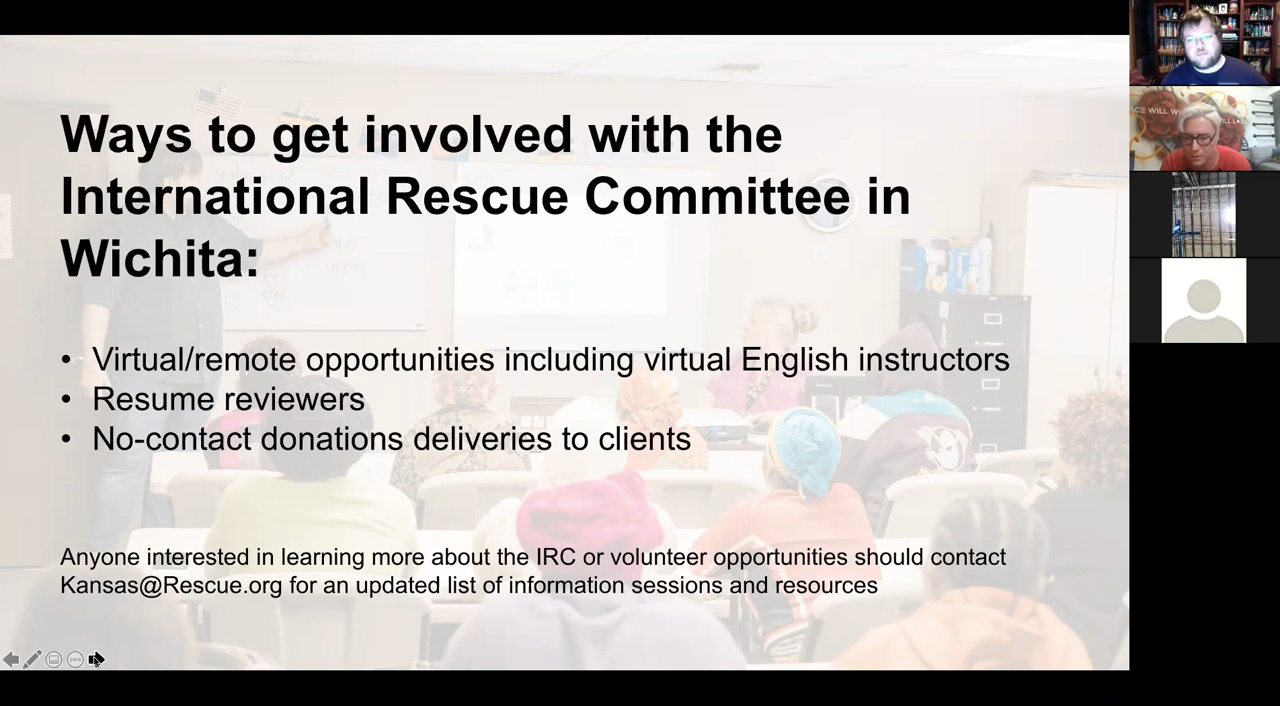 Ways to get involved with the
International Rescue Committee in
Wichita:
• Virtual/remote opportunities including virtual English instructors
• Resume reviewers
• No-contact donations deliveries to clients
Anyone interested in learning more about the IRC or volunteer opportunities should contact
Kansas@Rescue.org for an updated list of information sessions and resources